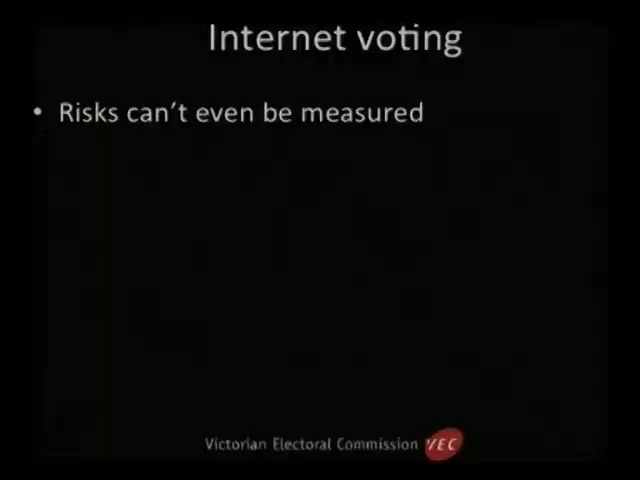 Internet voting
• Risks can't even be measured
Victorian Electoral Commission VEC